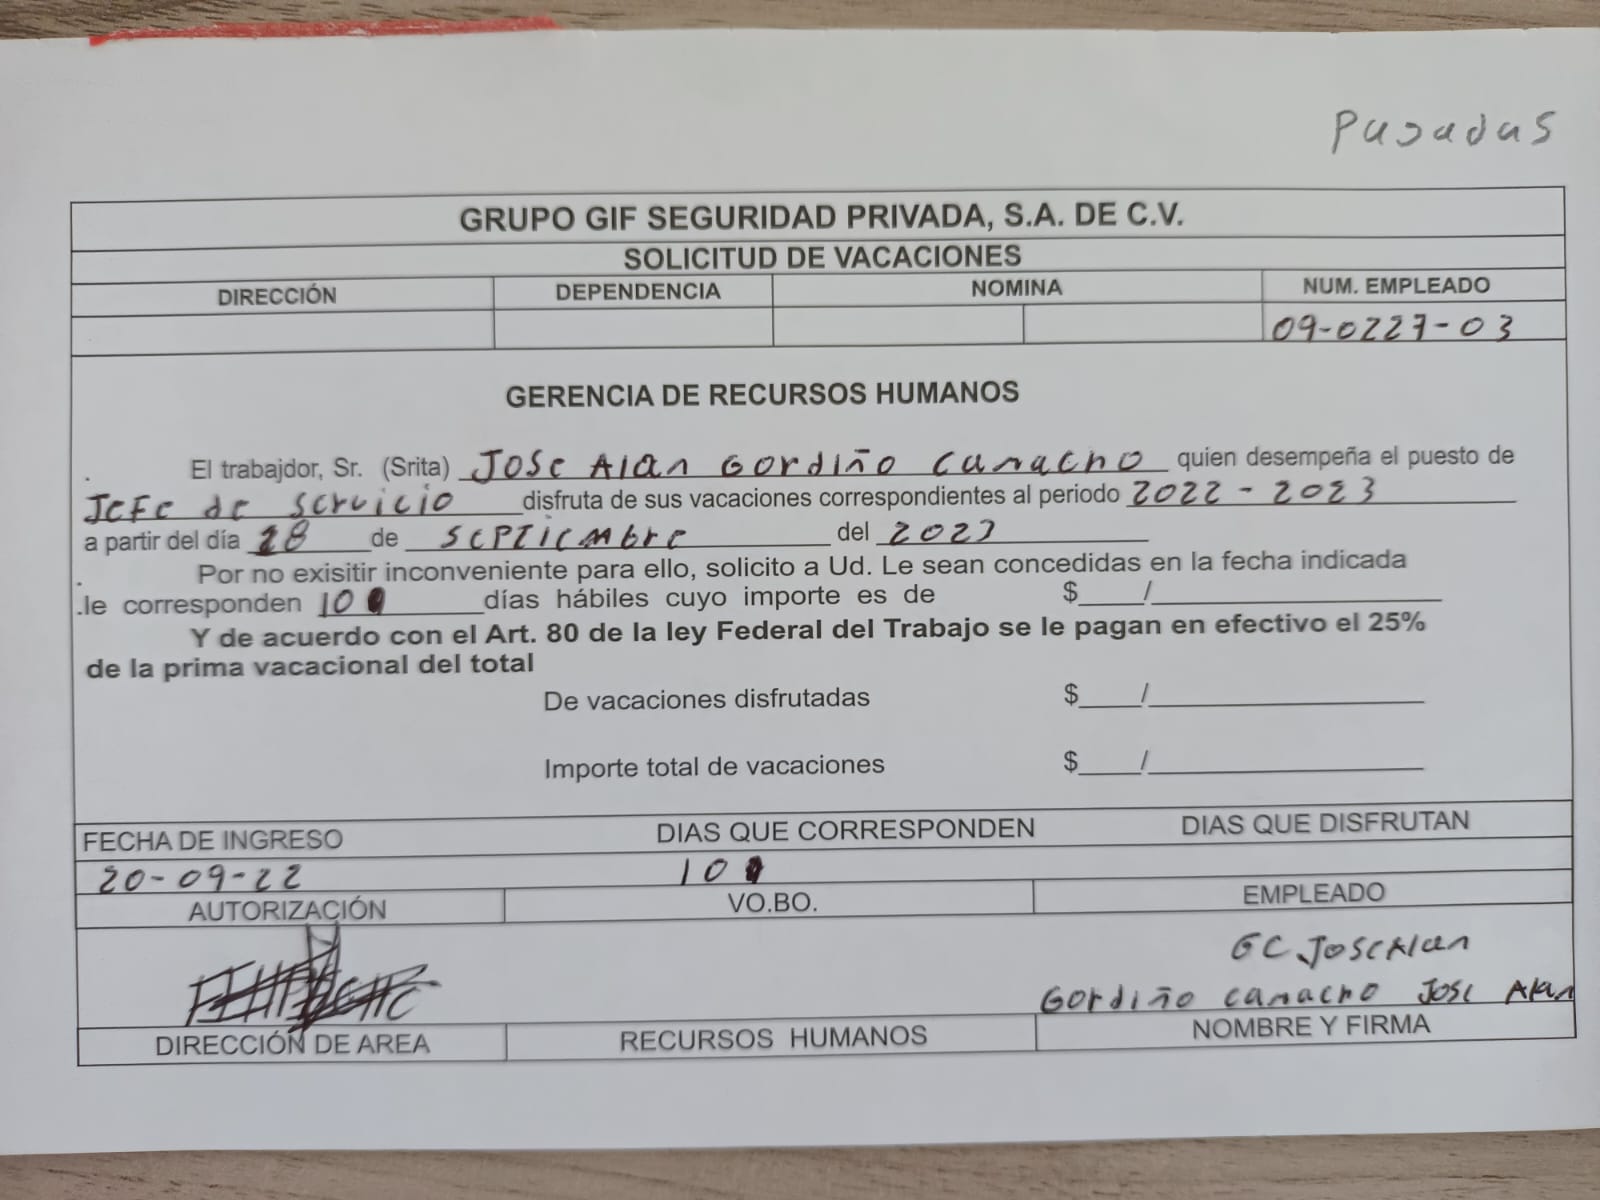 Pasadas
GRUPO GIF SEGURIDAD PRIVADA, S.A. DE C.V.
SOLICITUD DE VACACIONES
DIRECCIÓN DEPENDENCIA NOMINA NUM. EMPLEADO
09-0227-03
GERENCIA DE RECURSOS HUMANOS
. El trabajdor, Sr. (Srita) Jose Alan Gordiño Camacho quien desempeña el puesto de
Jefe de servicio disfruta de sus vacaciones correspondientes al periodo 2022 - 2023
a partir del día 28 de septiembre del 2023
. Por no exisitir inconveniente para ello, solicito a Ud. Le sean concedidas en la fecha indicada
.le corresponden 10 días hábiles cuyo importe es de $____/____
Y de acuerdo con el Art. 80 de la ley Federal del Trabajo se le pagan en efectivo el 25%
de la prima vacacional del total
De vacaciones disfrutadas $____/____
Importe total de vacaciones $____/____
FECHA DE INGRESO DIAS QUE CORRESPONDEN DIAS QUE DISFRUTAN
20-09-22 10
AUTORIZACIÓN VO.BO. EMPLEADO
GC Jose Alan
Gordiño Camacho Jose Alan
DIRECCIÓN DE AREA RECURSOS HUMANOS NOMBRE Y FIRMA